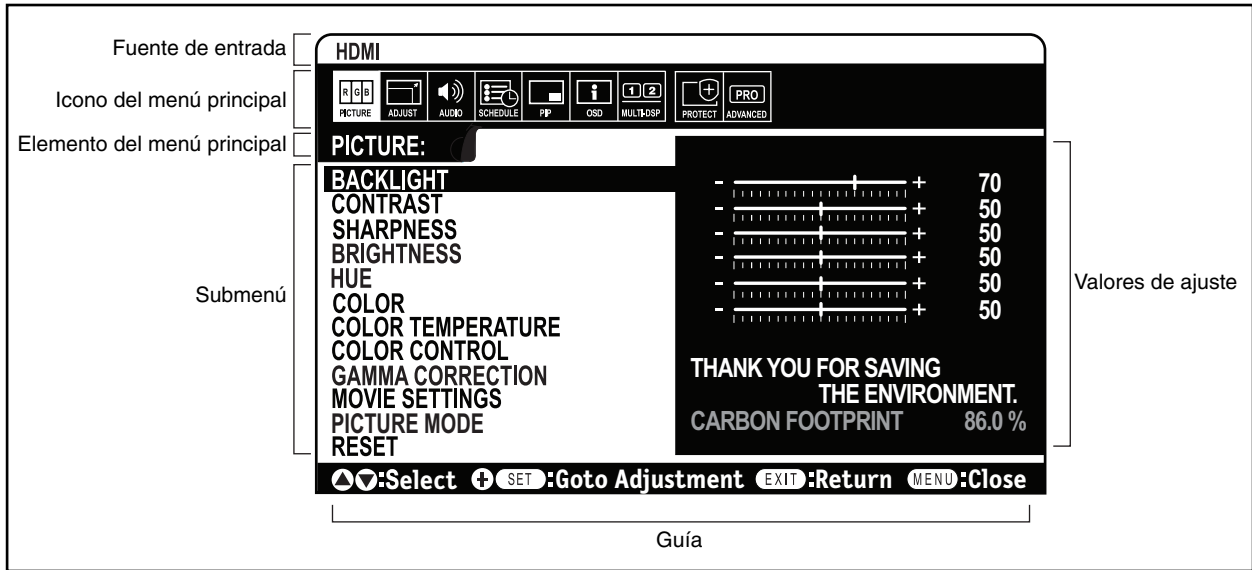 Fuente de entrada
HDMI
Icono del menú principal
R G B
PICTURE
ADJUST
AUDIO
SCHEDULE
PIP
OSD
1 2
MULTI-DSP
PROTECT
PRO
ADVANCED
Elemento del menú principal
PICTURE:
Submenú
BACKLIGHT - + 70
CONTRAST - + 50
SHARPNESS - + 50
BRIGHTNESS - + 50
HUE - + 50
COLOR - + 50
COLOR TEMPERATURE
COLOR CONTROL
GAMMA CORRECTION
MOVIE SETTINGS
PICTURE MODE
RESET
THANK YOU FOR SAVING
THE ENVIRONMENT.
CARBON FOOTPRINT 86.0 %
Valores de ajuste
:Select + SET :Goto Adjustment EXIT :Return MENU :Close
Guía